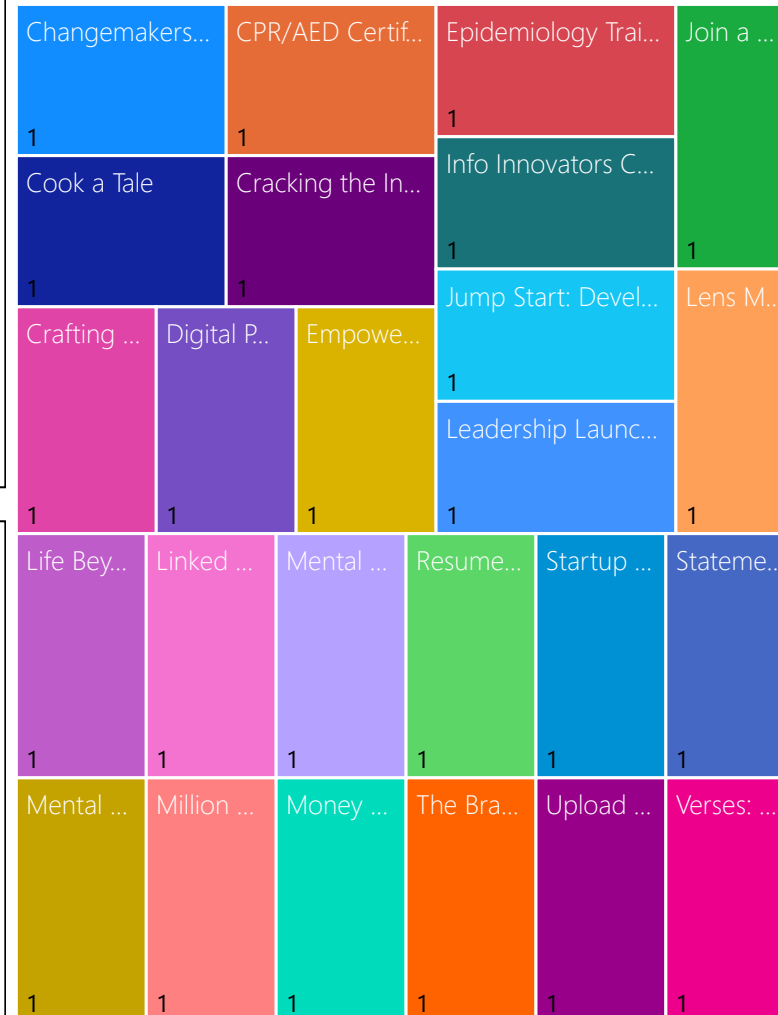 Changemakers...
1
CPR/AED Certif...
1
Epidemiology Trai...
1
Join a ...
1
Cook a Tale
1
Cracking the In...
1
Info Innovators C...
1
Jump Start: Devel...
1
Lens M...
1
Crafting ...
1
Digital P...
1
Empowe...
1
Leadership Launc...
1
Life Bey...
1
Linked ...
1
Mental ...
1
Resume...
1
Startup ...
1
Stateme...
1
Mental ...
1
Million ...
1
Money ...
1
The Bra...
1
Upload ...
1
Verses: ...
1